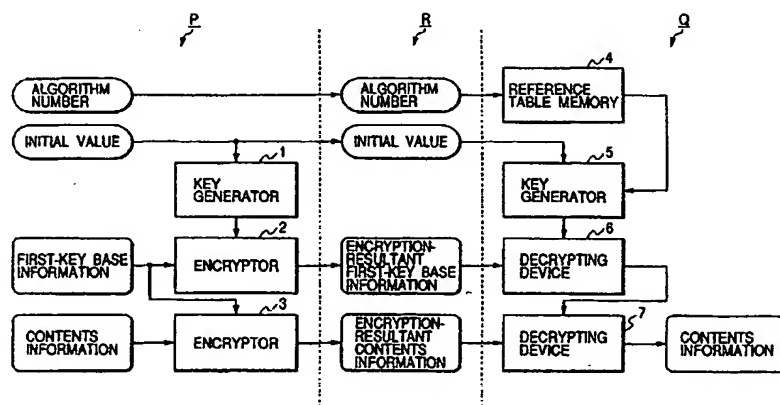 P
R
Q
4
ALGORITHM
NUMBER
ALGORITHM
NUMBER
REFERENCE
TABLE MEMORY
INITIAL VALUE
INITIAL VALUE
1
5
KEY
GENERATOR
KEY
GENERATOR
2
6
FIRST-KEY BASE
INFORMATION
ENCRYPTOR
ENCRYPTION-
RESULTANT
FIRST-KEY BASE
INFORMATION
DECRYPTING
DEVICE
3
7
CONTENTS
INFORMATION
ENCRYPTOR
ENCRYPTION-
RESULTANT
CONTENTS
INFORMATION
DECRYPTING
DEVICE
CONTENTS
INFORMATION